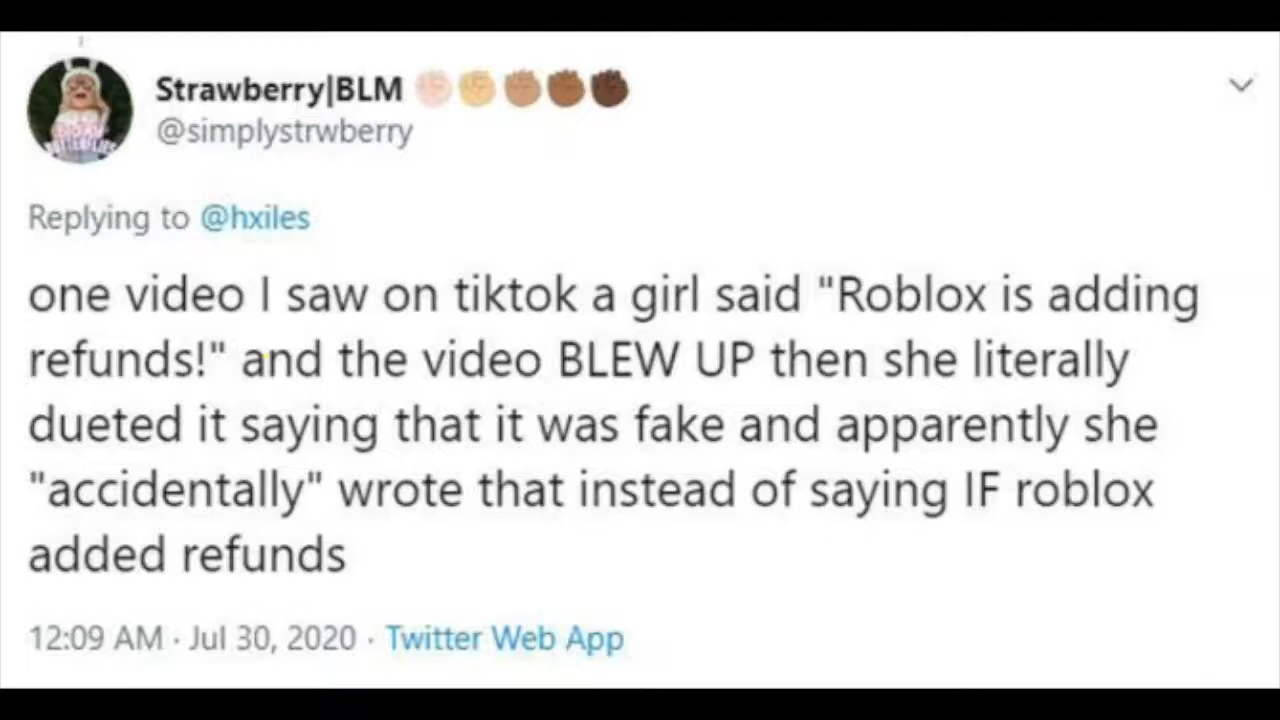 Strawberry|BLM ✊🏻✊🏼✊🏽✊🏾✊🏿
@simplystrwberry
Replying to @hxiles
one video I saw on tiktok a girl said "Roblox is adding
refunds!" and the video BLEW UP then she literally
dueted it saying that it was fake and apparently she
"accidentally" wrote that instead of saying IF roblox
added refunds
12:09 AM · Jul 30, 2020 · Twitter Web App